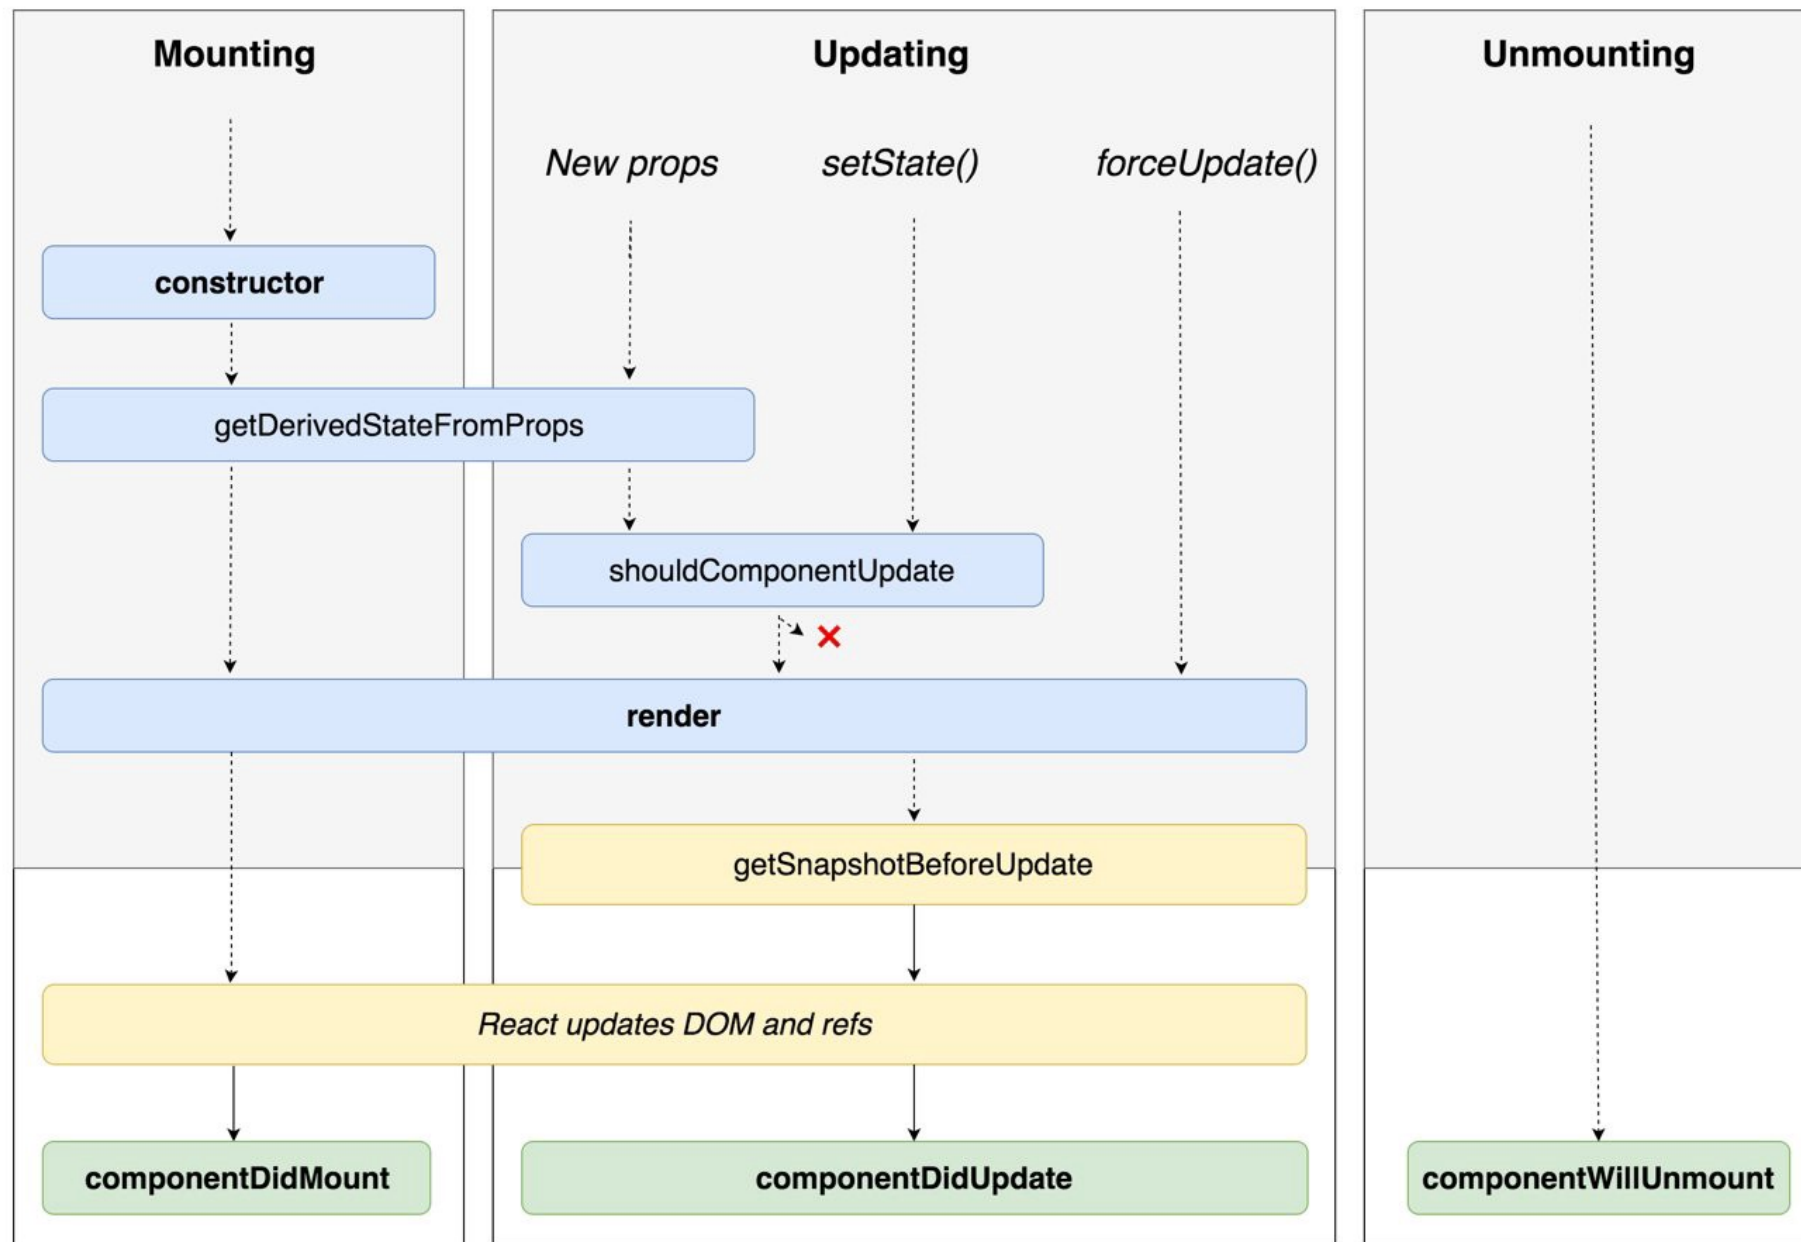 Mounting
Updating
Unmounting
New props
setState()
forceUpdate()
constructor
getDerivedStateFromProps
shouldComponentUpdate
render
getSnapshotBeforeUpdate
React updates DOM and refs
componentDidMount
componentDidUpdate
componentWillUnmount